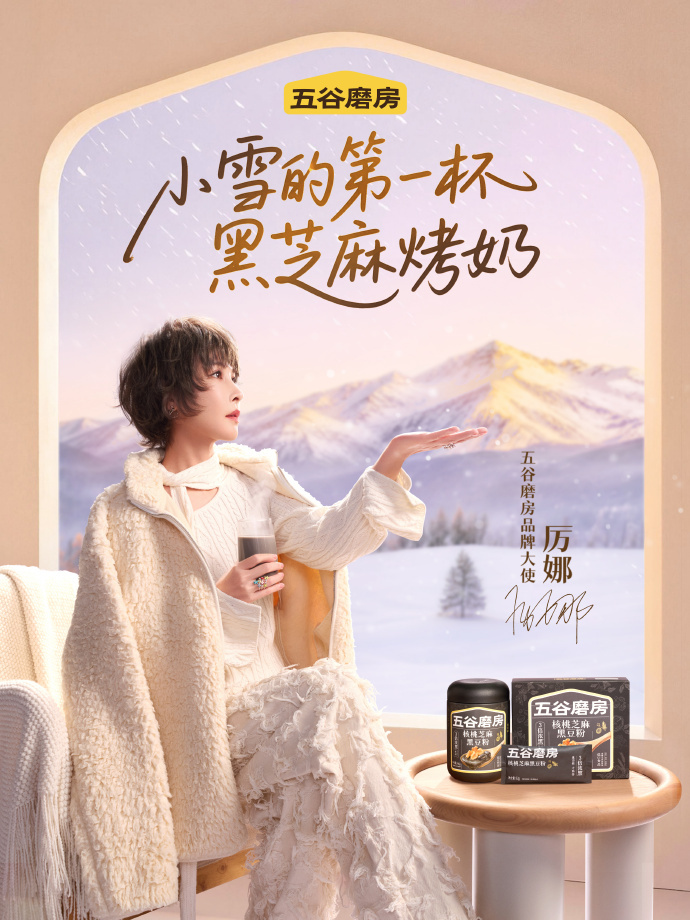 五谷磨房
小雪的第一杯
黑芝麻烤奶
五谷磨房品牌大使
厉娜
五谷磨房
核桃芝麻
黑豆粉
五谷磨房
核桃芝麻
黑豆粉
五谷磨房
核桃芝麻黑豆粉